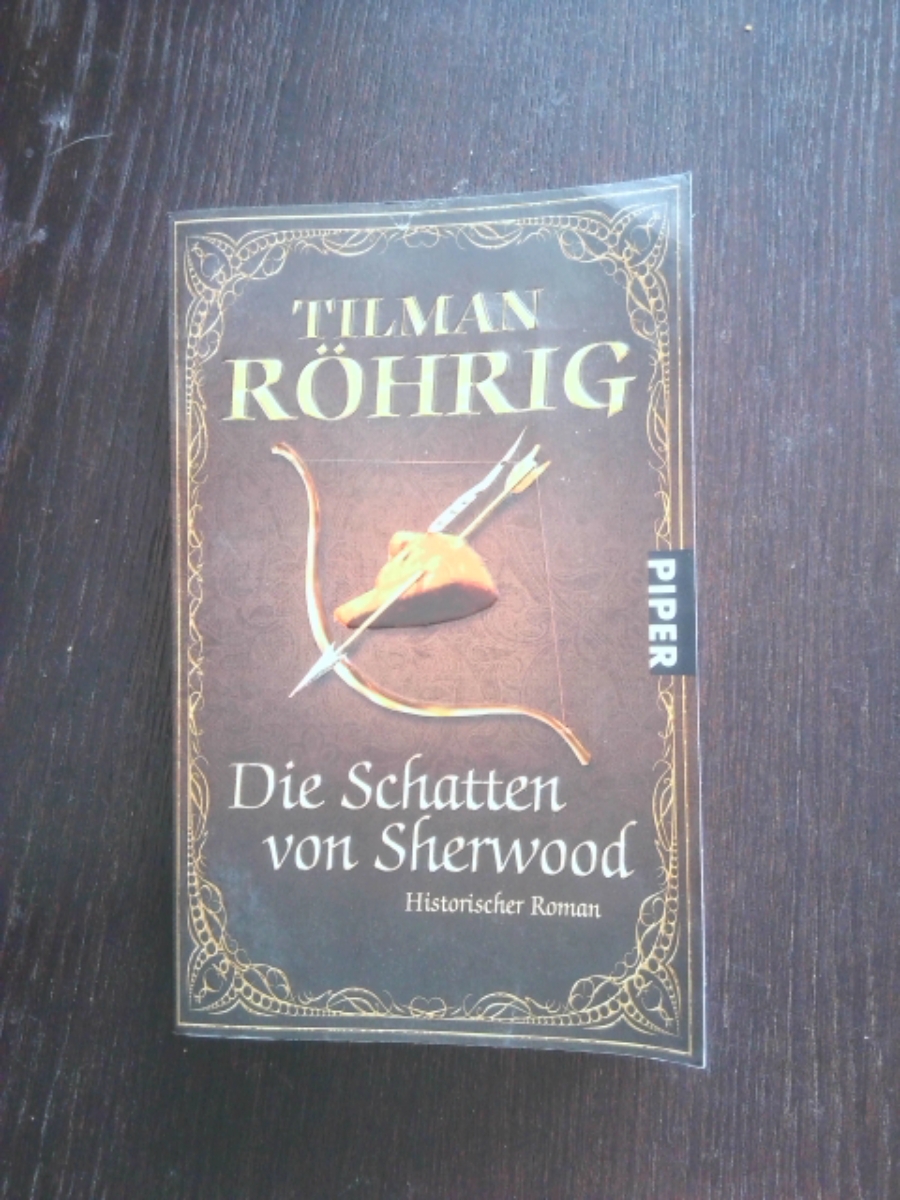 TILMAN
RÖHRIG
PIPER
Die Schatten
von Sherwood
Historischer Roman